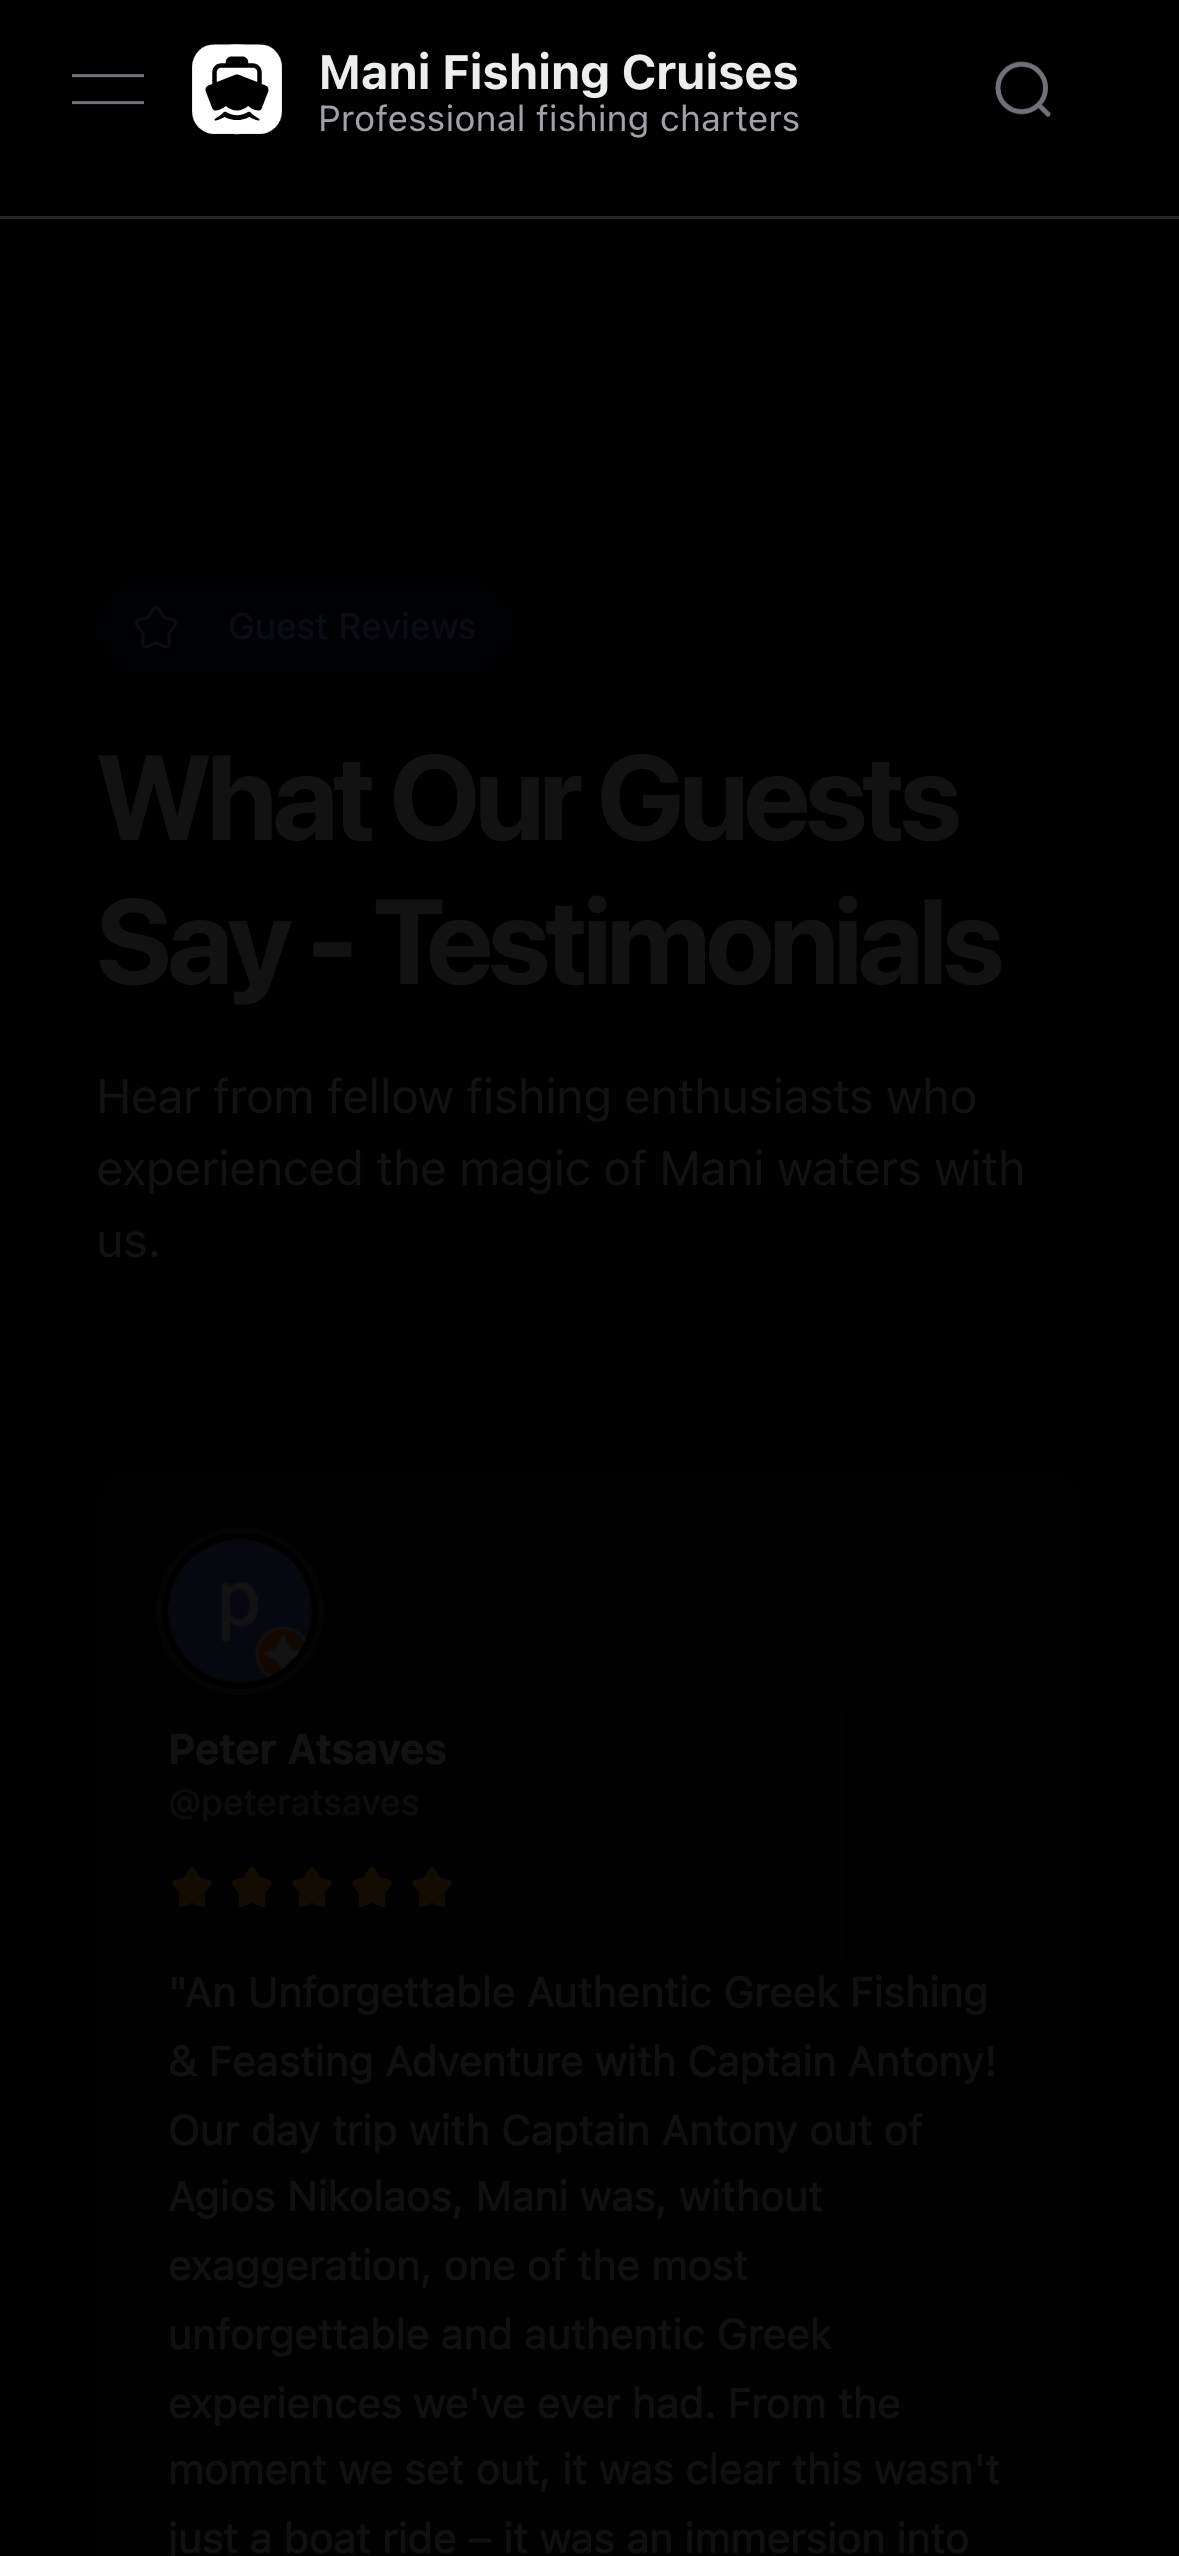 Mani Fishing Cruises
Professional fishing charters
Guest Reviews
What Our Guests
Say - Testimonials
Hear from fellow fishing enthusiasts who
experienced the magic of Mani waters with
us.
p
Peter Atsaves
@peteratsaves
"An Unforgettable Authentic Greek Fishing
& Feasting Adventure with Captain Antony!
Our day trip with Captain Antony out of
Agios Nikolaos, Mani was, without
exaggeration, one of the most
unforgettable and authentic Greek
experiences we've ever had. From the
moment we set out, it was clear this wasn't
just a boat ride – it was an immersion into